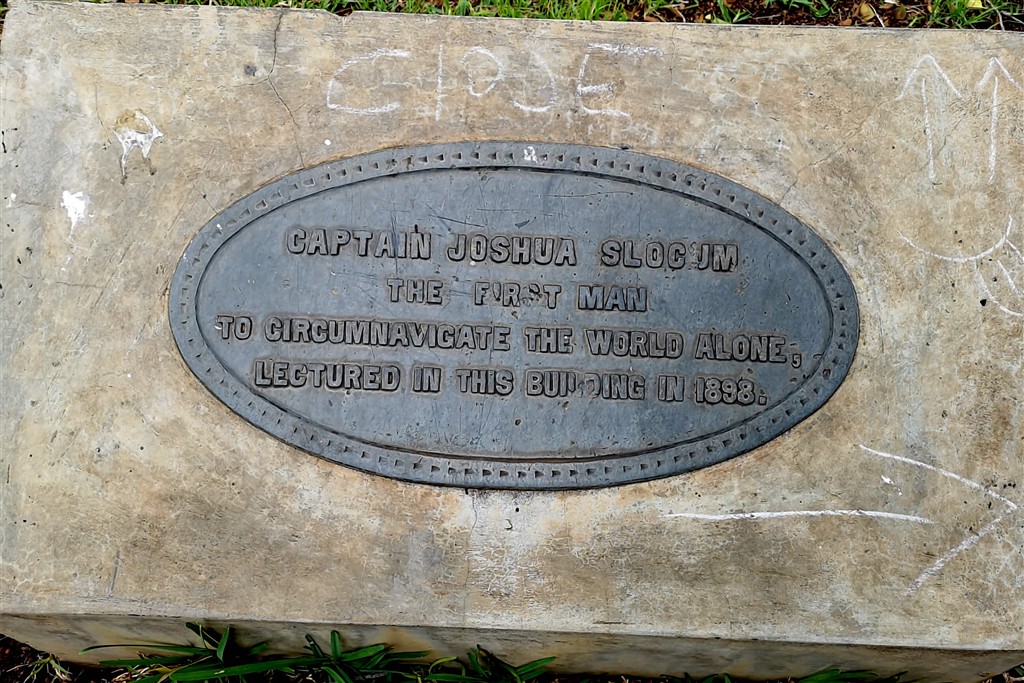 CAPTAIN JOSHUA SLOCUM
THE FIRST MAN
TO CIRCUMNAVIGATE THE WORLD ALONE,
LECTURED IN THIS BUILDING IN 1898.